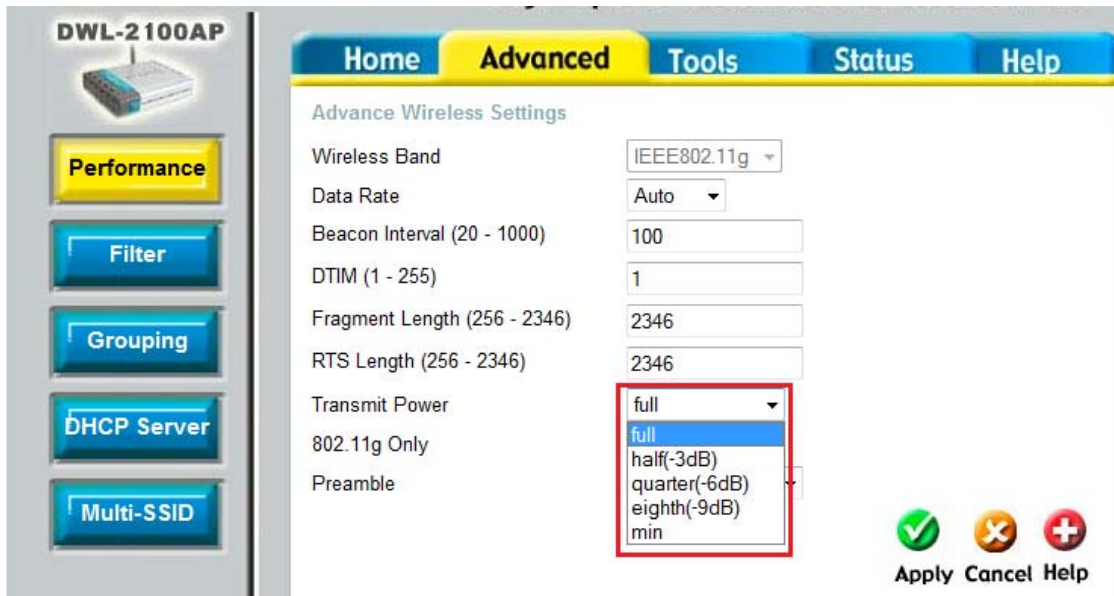 DWL-2100AP
Home Advanced Tools Status Help
Performance
Filter
Grouping
DHCP Server
Multi-SSID
Advance Wireless Settings
Wireless Band IEEE802.11g
Data Rate Auto
Beacon Interval (20 - 1000) 100
DTIM (1 - 255) 1
Fragment Length (256 - 2346) 2346
RTS Length (256 - 2346) 2346
Transmit Power full
full
half(-3dB)
quarter(-6dB)
eighth(-9dB)
min
802.11g Only
Preamble
Apply Cancel Help